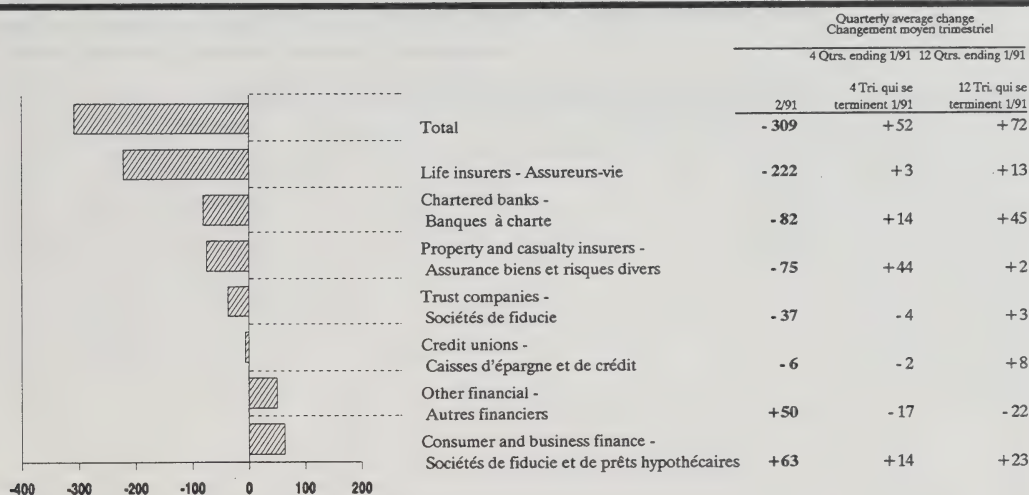 Quarterly average change
Changement moyen trimestriel
4 Qtrs. ending 1/91 12 Qtrs. ending 1/91
4 Tri. qui se 12 Tri. qui se
2/91 terminent 1/91 terminent 1/91
Total - 309 +52 +72
Life insurers - Assureurs-vie - 222 +3 +13
Chartered banks -
Banques à charte - 82 +14 +45
Property and casualty insurers -
Assurance biens et risques divers - 75 +44 +2
Trust companies -
Sociétés de fiducie - 37 - 4 +3
Credit unions -
Caisses d'épargne et de crédit - 6 - 2 +8
Other financial -
Autres financiers +50 - 17 - 22
Consumer and business finance -
Sociétés de fiducie et de prêts hypothécaires +63 +14 +23
-400 -300 -200 -100 0 100 200